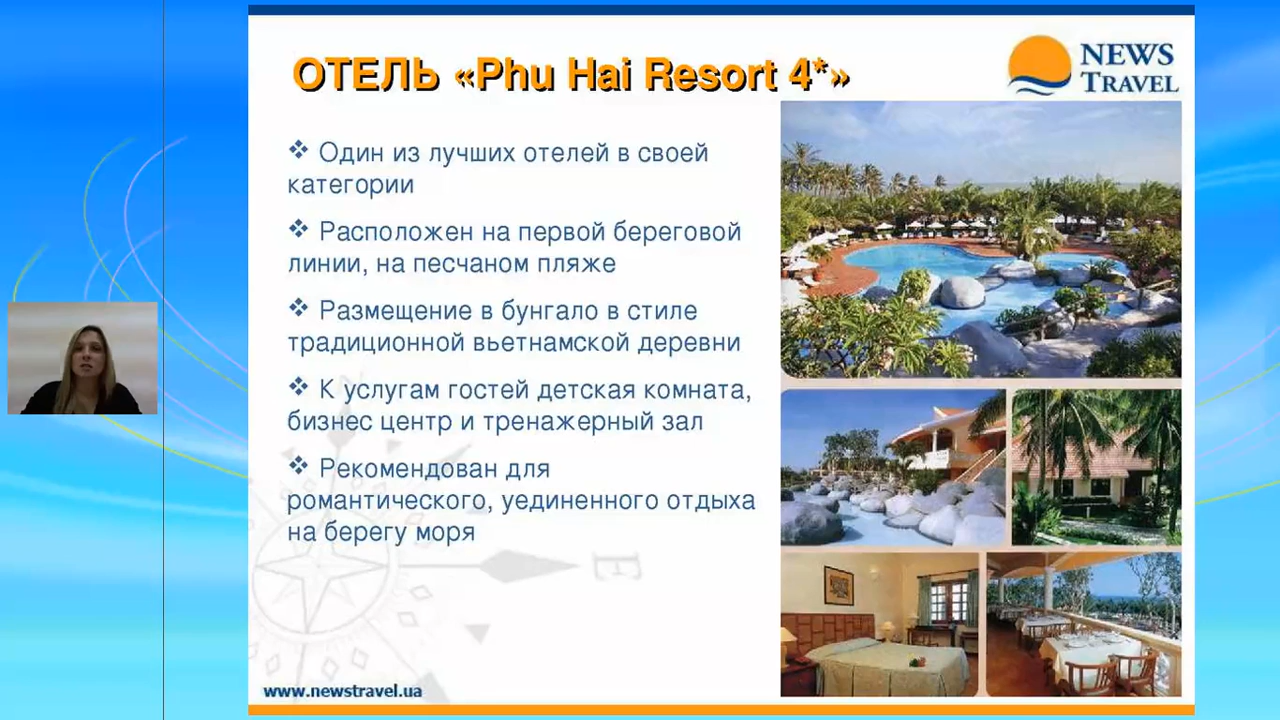 ОТЕЛЬ «Phu Hai Resort 4*»
NEWS
TRAVEL
❖ Один из лучших отелей в своей
категории
❖ Расположен на первой береговой
линии, на песчаном пляже
❖ Размещение в бунгало в стиле
традиционной вьетнамской деревни
❖ К услугам гостей детская комната,
бизнес центр и тренажерный зал
❖ Рекомендован для
романтического, уединенного отдыха
на берегу моря
E
www.newstravel.ua